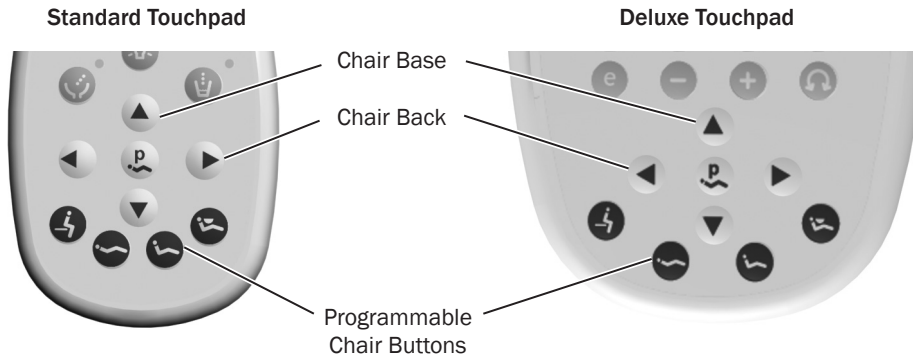 Standard Touchpad
Deluxe Touchpad
Chair Base
Chair Back
e
p
p
Programmable
Chair Buttons